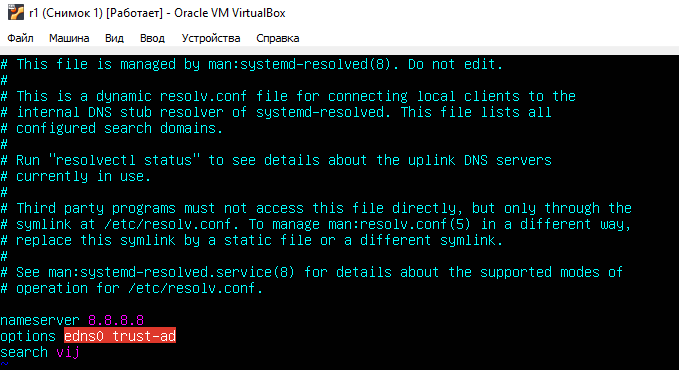 r1 (Снимок 1) [Работает] - Oracle VM VirtualBox
Файл Машина Вид Ввод Устройства Справка
# This file is managed by man:systemd-resolved(8). Do not edit.
#
# This is a dynamic resolv.conf file for connecting local clients to the
# internal DNS stub resolver of systemd-resolved. This file lists all
# configured search domains.
#
# Run "resolvectl status" to see details about the uplink DNS servers
# currently in use.
#
# Third party programs must not access this file directly, but only through the
# symlink at /etc/resolv.conf. To manage man:resolv.conf(5) in a different way,
# replace this symlink by a static file or a different symlink.
#
# See man:systemd-resolved.service(8) for details about the supported modes of
# operation for /etc/resolv.conf.
nameserver 8.8.8.8
options edns0 trust-ad
search vij
~